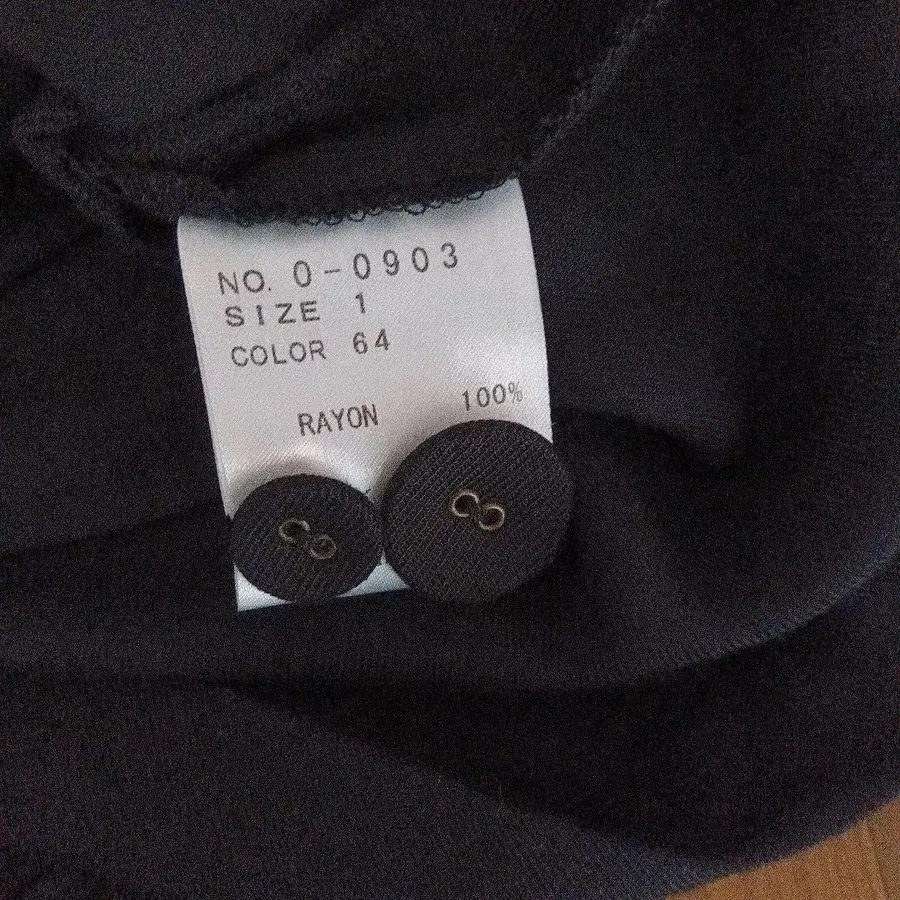 NO. 0-0903
SIZE 1
COLOR 64
RAYON 100%